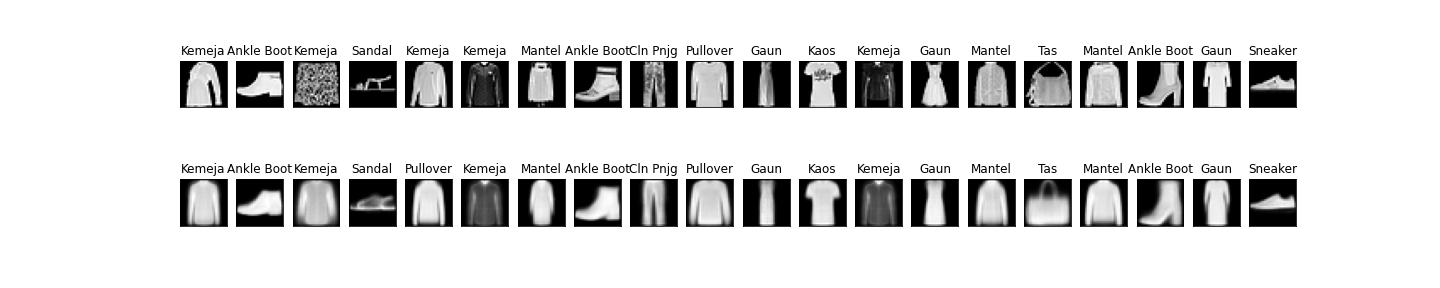 Kemeja Ankle Boot Kemeja Sandal Kemeja Kemeja Mantel Ankle Boot Cln Pnjg Pullover Gaun Kaos Kemeja Gaun Mantel Tas Mantel Ankle Boot Gaun Sneaker
Kemeja Ankle Boot Kemeja Sandal Pullover Kemeja Mantel Ankle Boot Cln Pnjg Pullover Gaun Kaos Kemeja Gaun Mantel Tas Mantel Ankle Boot Gaun Sneaker